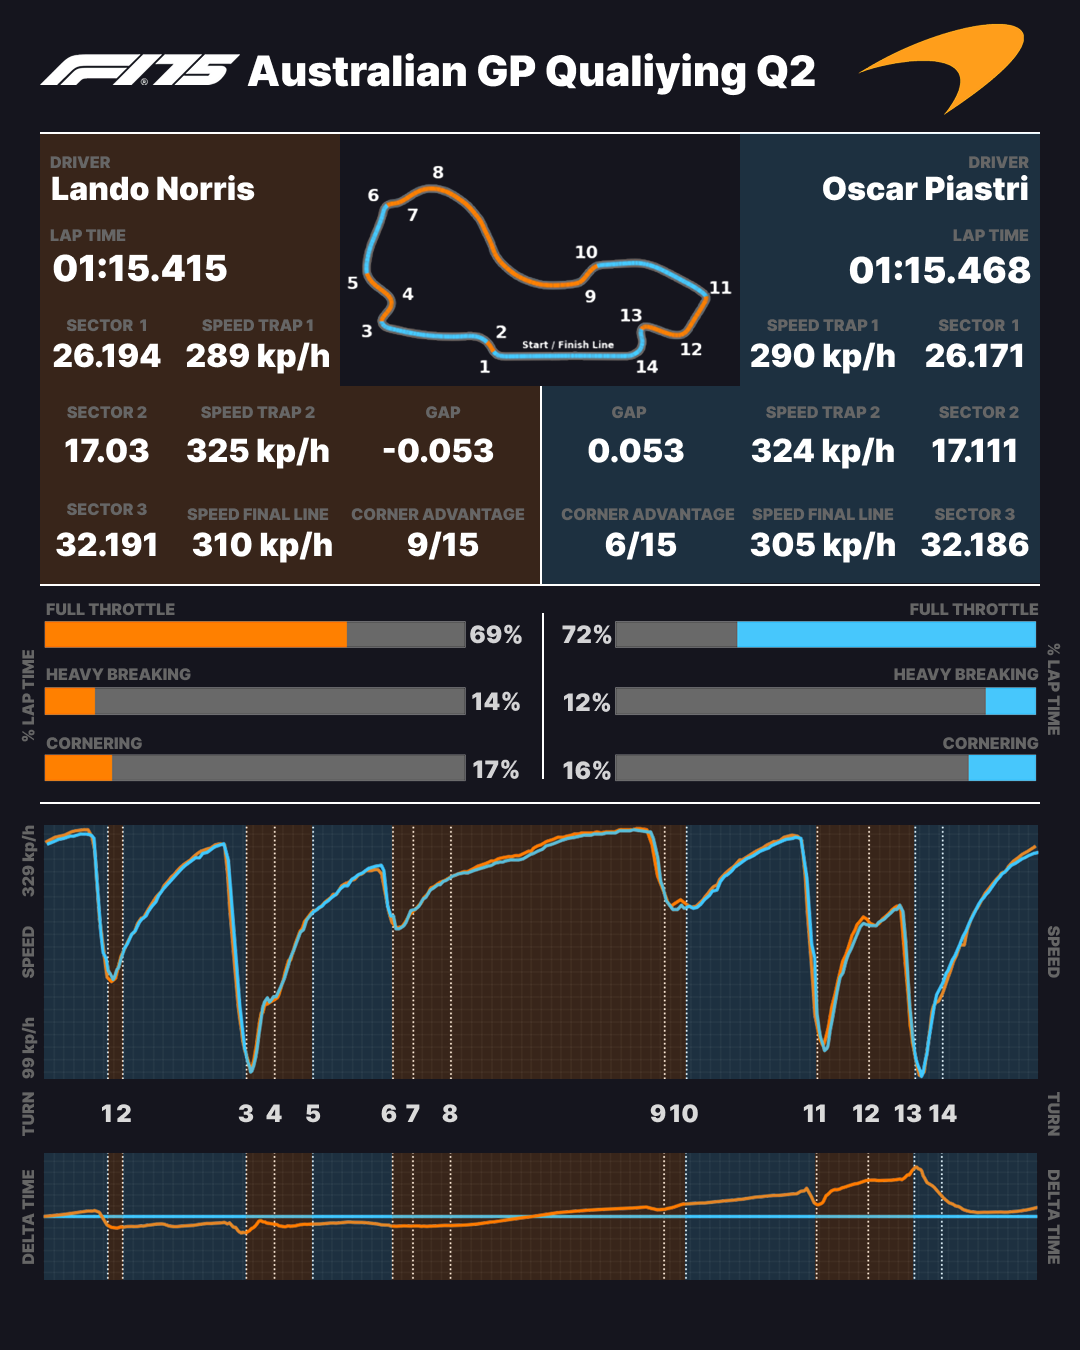 F1®75 Australian GP Qualiying Q2
DRIVER
Lando Norris
LAP TIME
01:15.415
SECTOR 1 SPEED TRAP 1
26.194 289 kp/h
SECTOR 2 SPEED TRAP 2 GAP
17.03 325 kp/h -0.053
SECTOR 3 SPEED FINAL LINE CORNER ADVANTAGE
32.191 310 kp/h 9/15
8
6
7
5
4
3
2
1
Start / Finish Line
10
9
11
13
12
14
DRIVER
Oscar Piastri
LAP TIME
01:15.468
SPEED TRAP 1 SECTOR 1
290 kp/h 26.171
GAP SPEED TRAP 2 SECTOR 2
0.053 324 kp/h 17.111
CORNER ADVANTAGE SPEED FINAL LINE SECTOR 3
6/15 305 kp/h 32.186
% LAP TIME
FULL THROTTLE
69%
HEAVY BREAKING
14%
CORNERING
17%
FULL THROTTLE
72%
HEAVY BREAKING
12%
CORNERING
16%
% LAP TIME
329 kp/h
SPEED
99 kp/h
SPEED
TURN 1 2 3 4 5 6 7 8 9 10 11 12 13 14 TURN
DELTA TIME
DELTA TIME